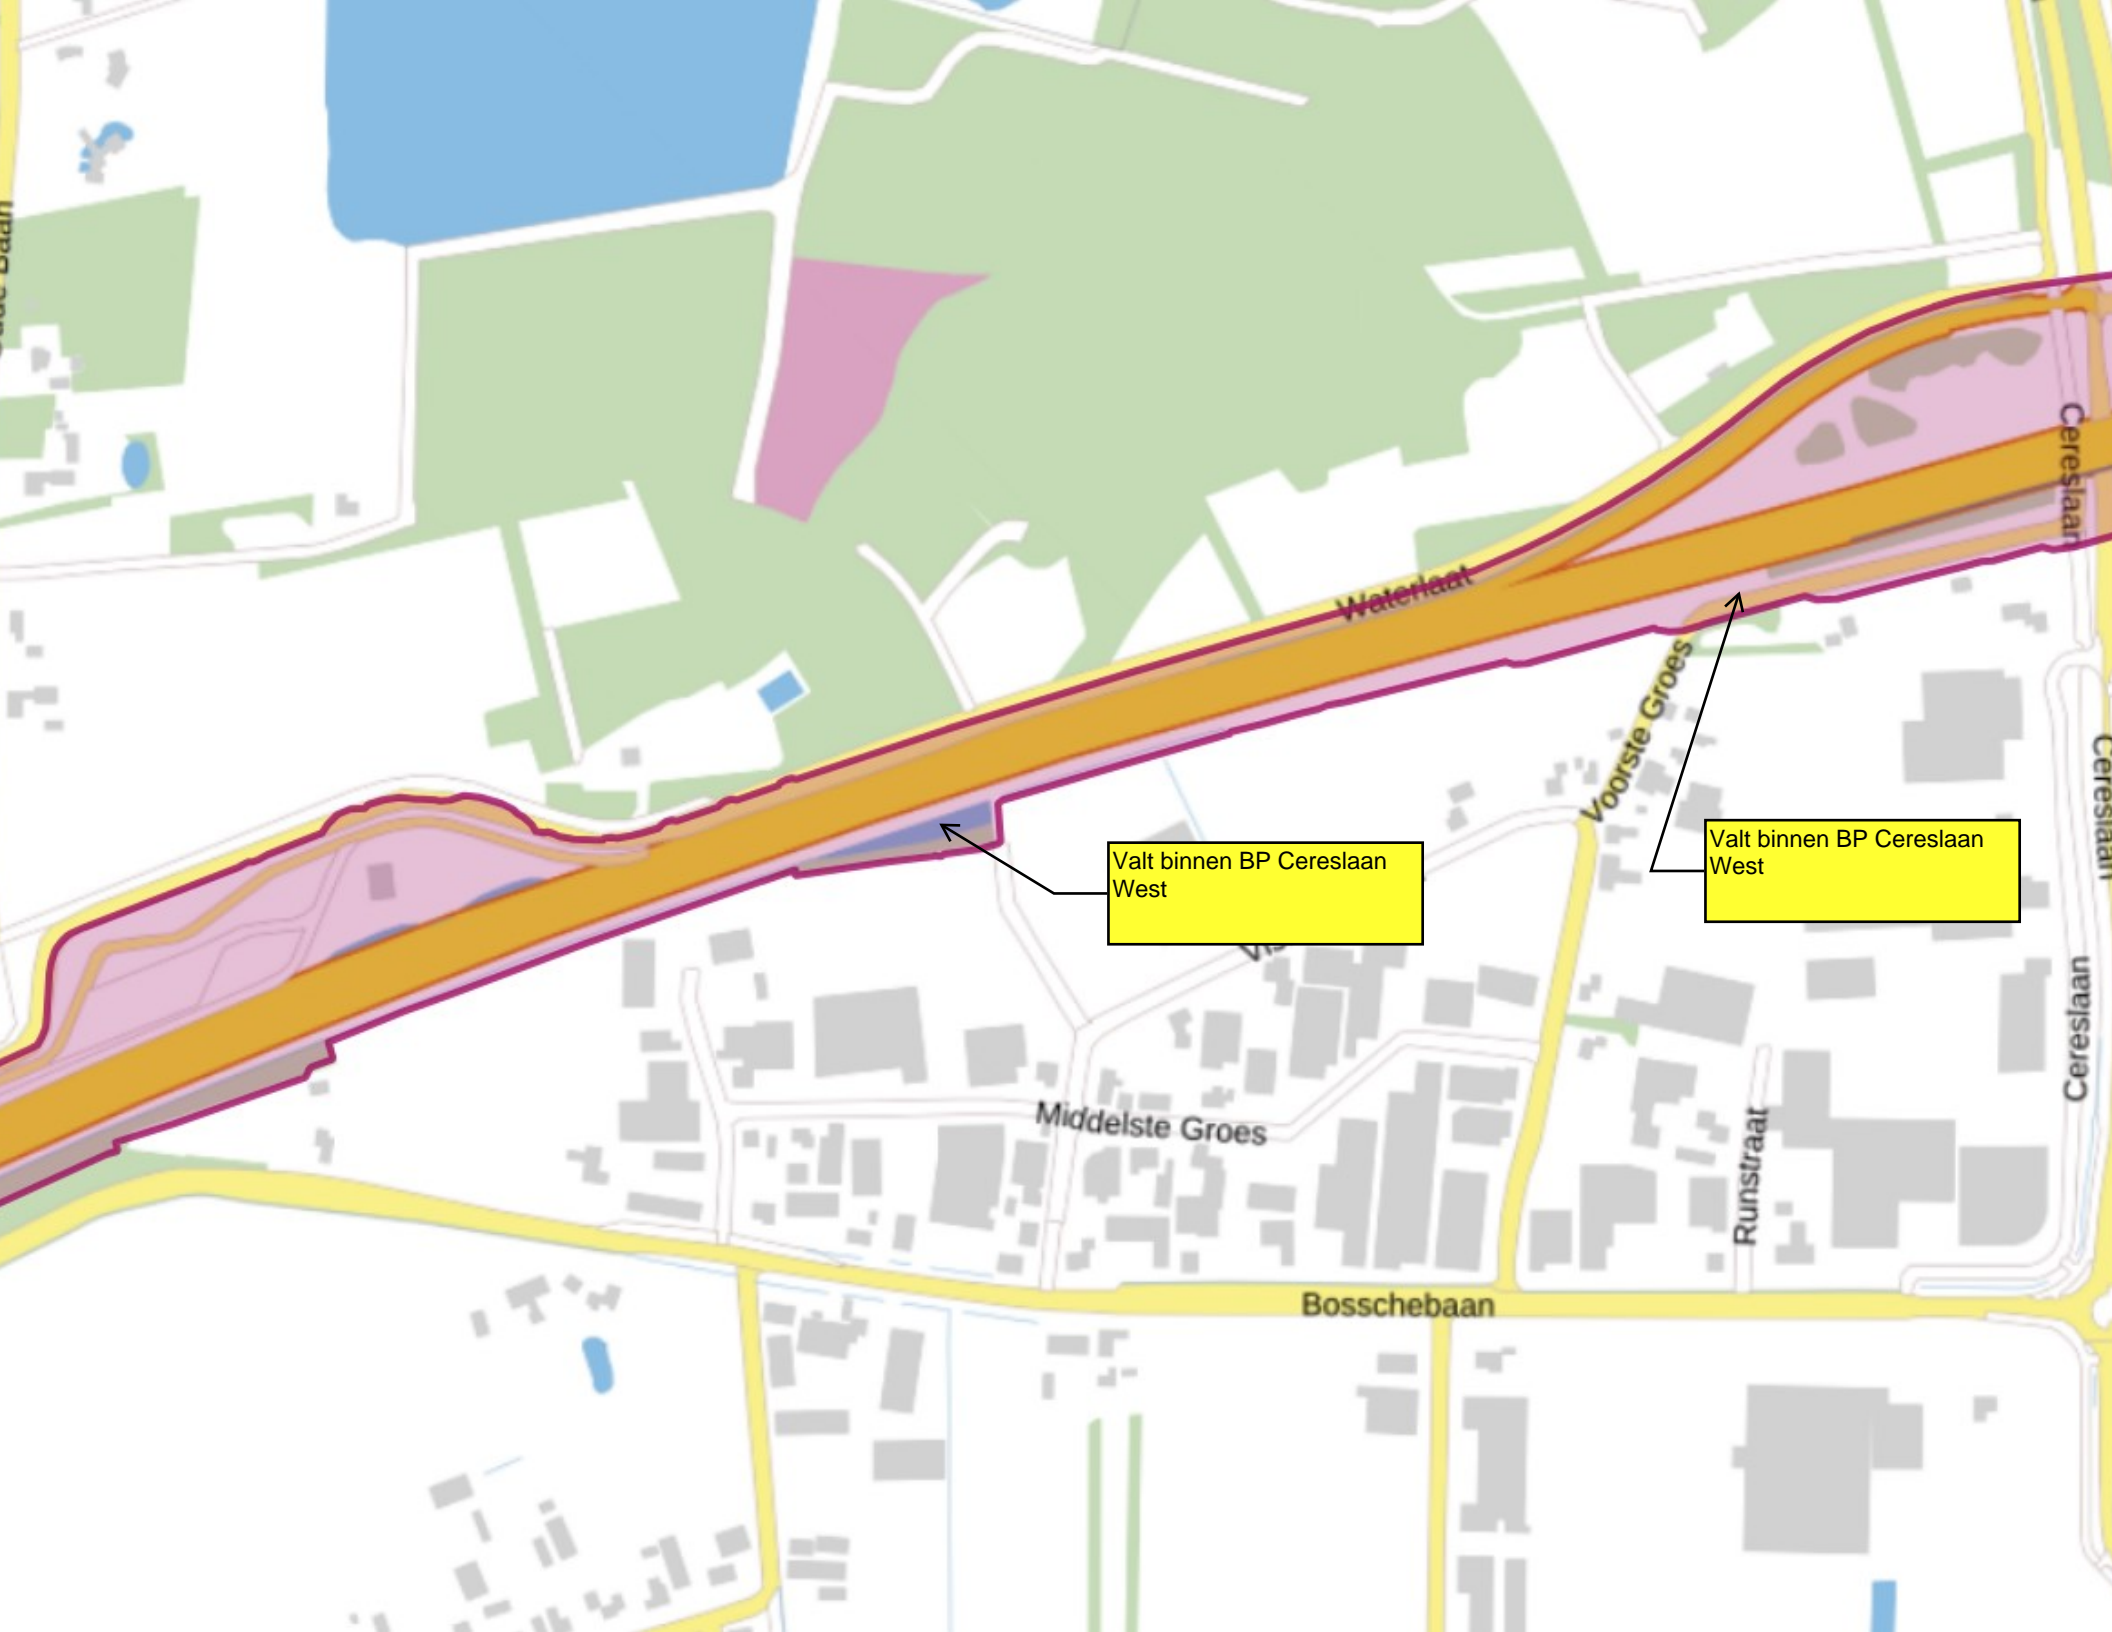 Cereslaan
Waterlaat
Voorste Groes
Valt binnen BP Cereslaan
West
Valt binnen BP Cereslaan
West
Cereslaan
Cereslaan
Middelste Groes
Runstraat
Bosschebaan